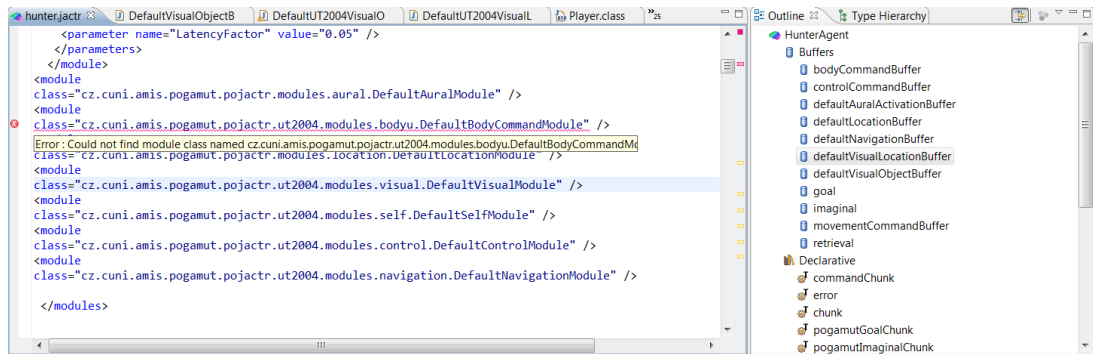 hunter.jactr
DefaultVisualObjectB
DefaultUT2004VisualO
DefaultUT2004VisualL
Player.class
»25
<parameter name="LatencyFactor" value="0.05" />
</parameters>
</module>
<module
class="cz.cuni.amis.pogamut.pojactr.modules.aural.DefaultAuralModule" />
<module
class="cz.cuni.amis.pogamut.pojactr.ut2004.modules.bodyu.DefaultBodyCommandModule" />
Error : Could not find module class named cz.cuni.amis.pogamut.pojactr.ut2004.modules.bodyu.DefaultBodyCommandMo
class="cz.cuni.amis.pogamut.pojactr.modules.location.DefaultLocationModule" />
<module
class="cz.cuni.amis.pogamut.pojactr.ut2004.modules.visual.DefaultVisualModule" />
<module
class="cz.cuni.amis.pogamut.pojactr.ut2004.modules.self.DefaultSelfModule" />
<module
class="cz.cuni.amis.pogamut.pojactr.ut2004.modules.control.DefaultControlModule" />
<module
class="cz.cuni.amis.pogamut.pojactr.ut2004.modules.navigation.DefaultNavigationModule" />
</modules>
Outline
Type Hierarchy
HunterAgent
Buffers
bodyCommandBuffer
controlCommandBuffer
defaultAuralActivationBuffer
defaultLocationBuffer
defaultNavigationBuffer
defaultVisualLocationBuffer
defaultVisualObjectBuffer
goal
imaginal
movementCommandBuffer
retrieval
Declarative
commandChunk
error
chunk
pogamutGoalChunk
pogamutImaginalChunk